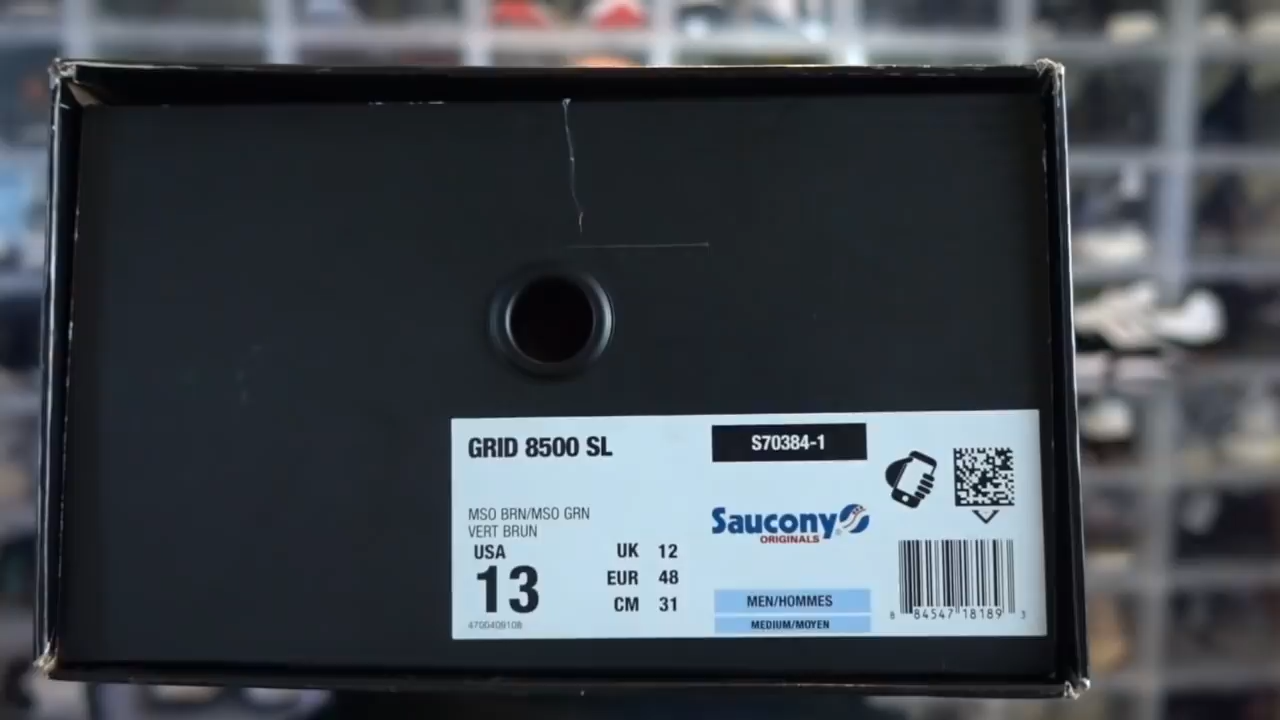 GRID 8500 SL
S70384-1
MSO BRN/MSO GRN
VERT BRUN
USA
13
UK 12
EUR 48
CM 31
4700409108
Saucony
ORIGINALS
MEN/HOMMES
MEDIUM/MOYEN
8 84547 18189 3